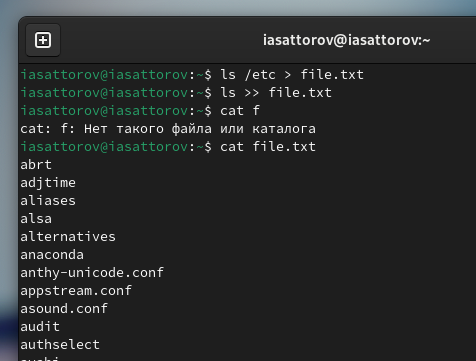 iasattorov@iasattorov:~
iasattorov@iasattorov:~$ ls /etc > file.txt
iasattorov@iasattorov:~$ ls >> file.txt
iasattorov@iasattorov:~$ cat f
cat: f: Нет такого файла или каталога
iasattorov@iasattorov:~$ cat file.txt
abrt
adjtime
aliases
alsa
alternatives
anaconda
anthy-unicode.conf
appstream.conf
asound.conf
audit
authselect